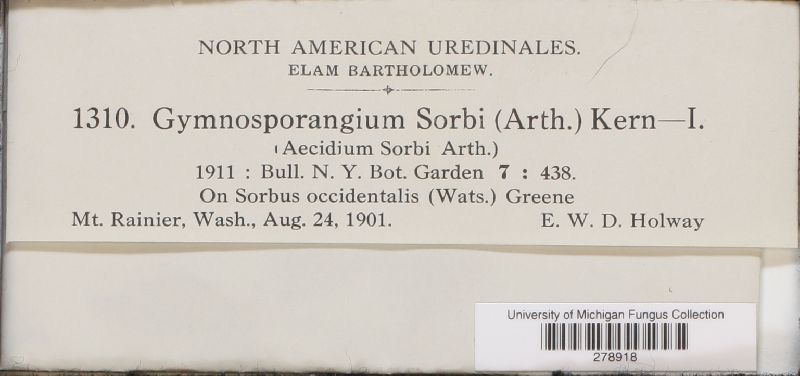 NORTH AMERICAN UREDINALES.
ELAM BARTHOLOMEW.
1310. Gymnosporangium Sorbi (Arth.) Kern—I.
(Aecidium Sorbi Arth.)
1911 : Bull. N. Y. Bot. Garden 7 : 438.
On Sorbus occidentalis (Wats.) Greene
Mt. Rainier, Wash., Aug. 24, 1901. E. W. D. Holway
University of Michigan Fungus Collection
278918